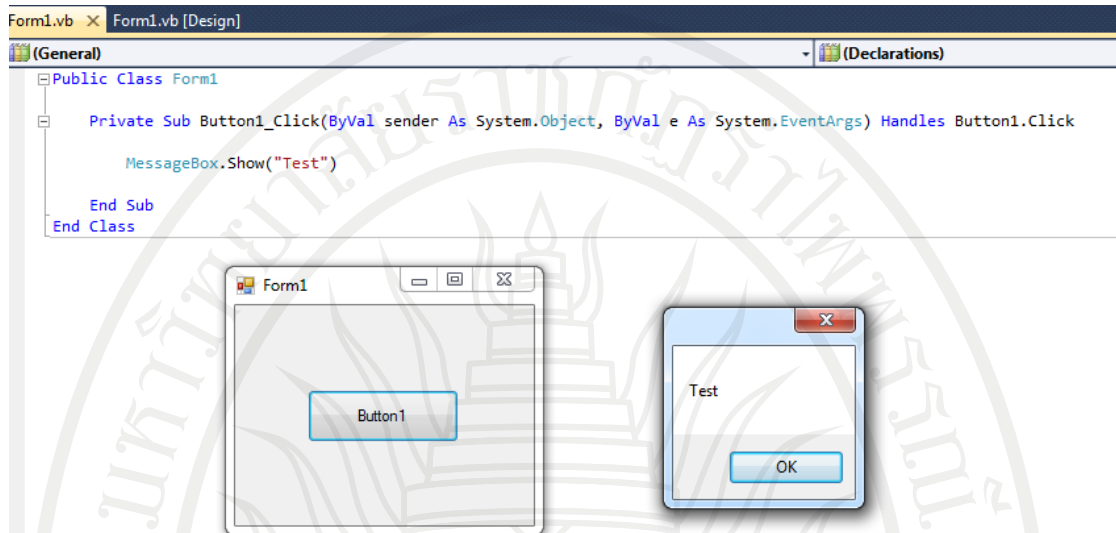 Form1.vb × Form1.vb [Design]
(General) (Declarations)
Public Class Form1
Private Sub Button1_Click(ByVal sender As System.Object, ByVal e As System.EventArgs) Handles Button1.Click
MessageBox.Show("Test")
End Sub
End Class
Form1
Button1
Test
OK